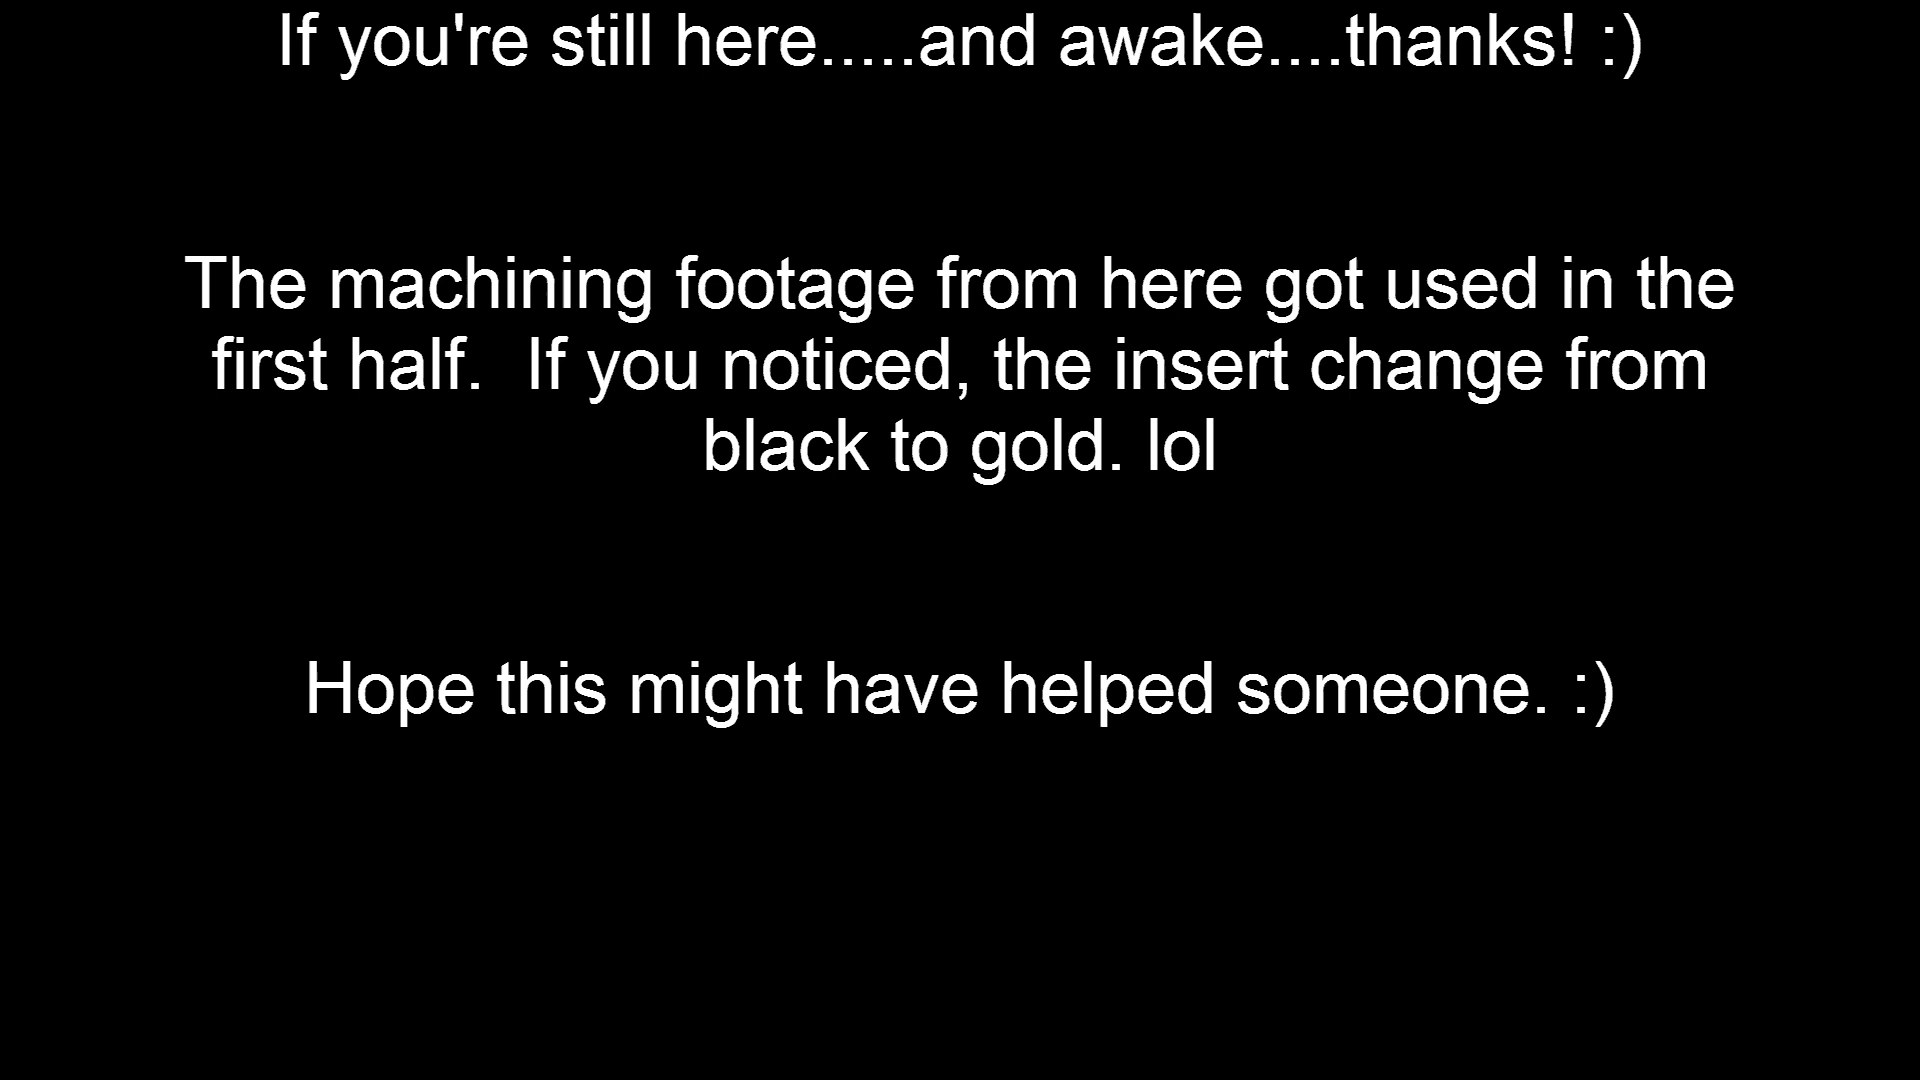 If you're still here.....and awake....thanks! :)
The machining footage from here got used in the
first half.  If you noticed, the insert change from
black to gold. lol
Hope this might have helped someone. :)